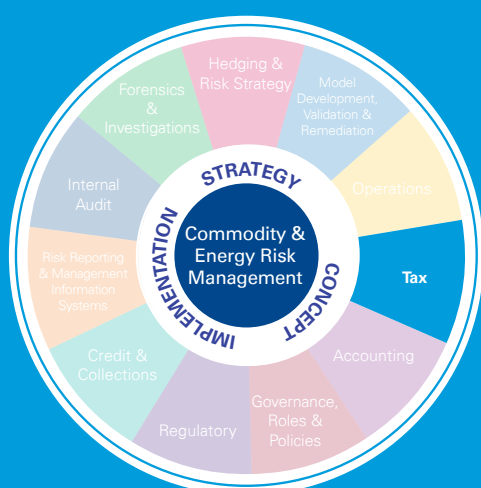 Hedging &
Risk Strategy
Model
Development,
Validation &
Remediation
Operations
Tax
Accounting
Governance,
Roles &
Policies
Regulatory
Credit &
Collections
Risk Reporting
& Management
Information
Systems
Internal
Audit
Forensics
&
Investigations
STRATEGY
CONCEPT
IMPLEMENTATION
Commodity &
Energy Risk
Management